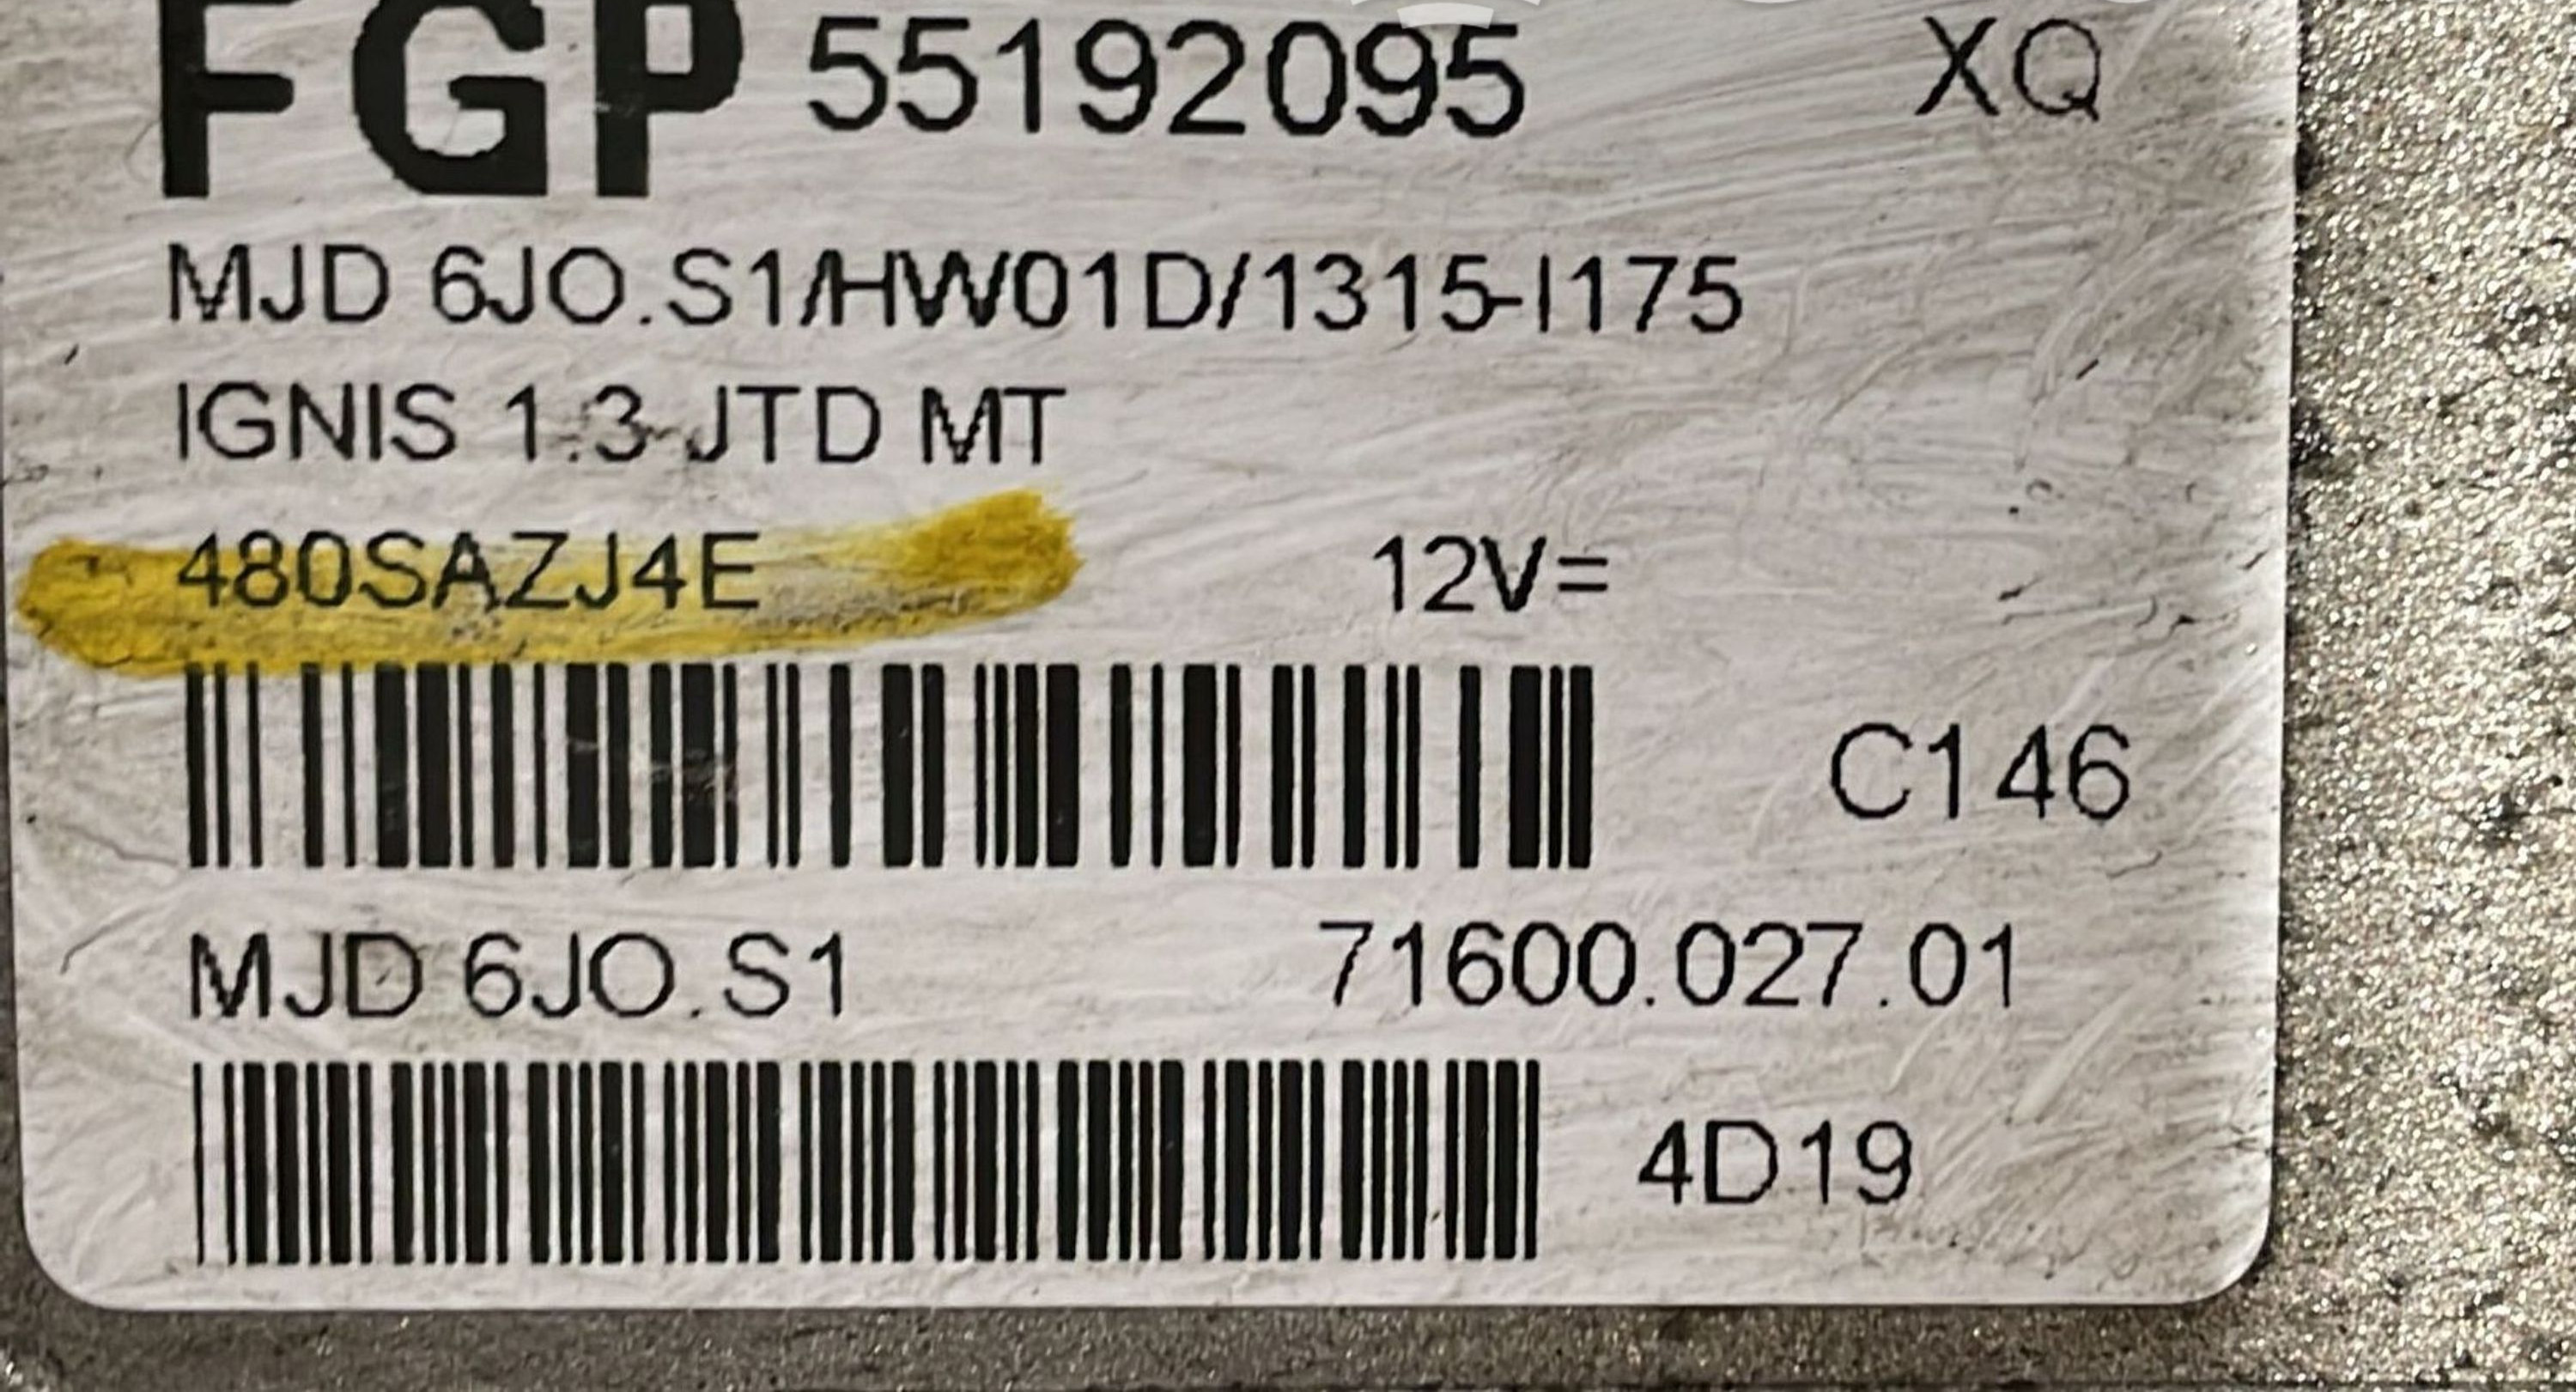 FGP 55192095 XQ
MJD 6JO.S1/HW01D/1315-I175
IGNIS 1.3 JTD MT
480SAZJ4E 12V=
C146
MJD 6JO.S1 71600.027.01
4D19